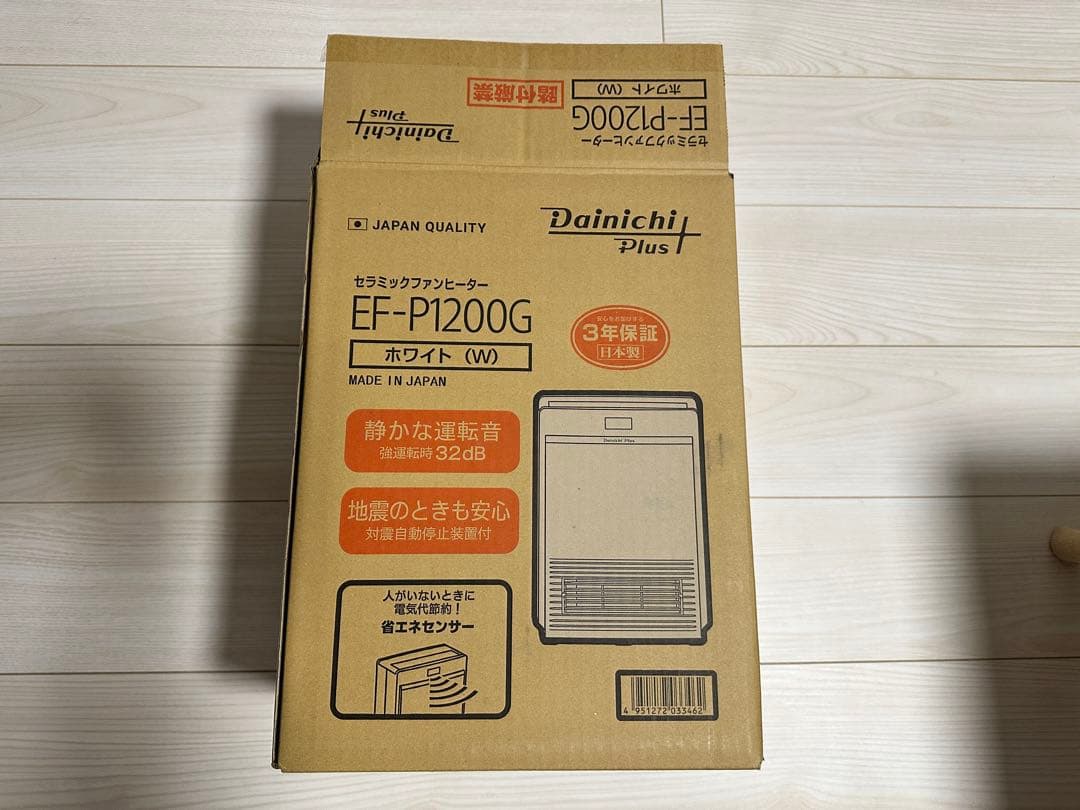 踏付厳禁
Dainichi Plus
セラミックファンヒーター
EF-P1200G
ホワイト (W)
JAPAN QUALITY
Dainichi Plus
セラミックファンヒーター
EF-P1200G
ホワイト (W)
MADE IN JAPAN
3年保証
日本製
静かな運転音
強運転時 32dB
地震のときも安心
対震自動停止装置付
人がいないときに
電気代節約!
省エネセンサー
Dainichi Plus
4 951272 033462